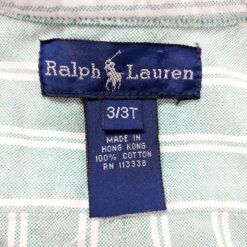 Ralph Lauren
3/3T
MADE IN
HONG KONG
100% COTTON
RN 113338